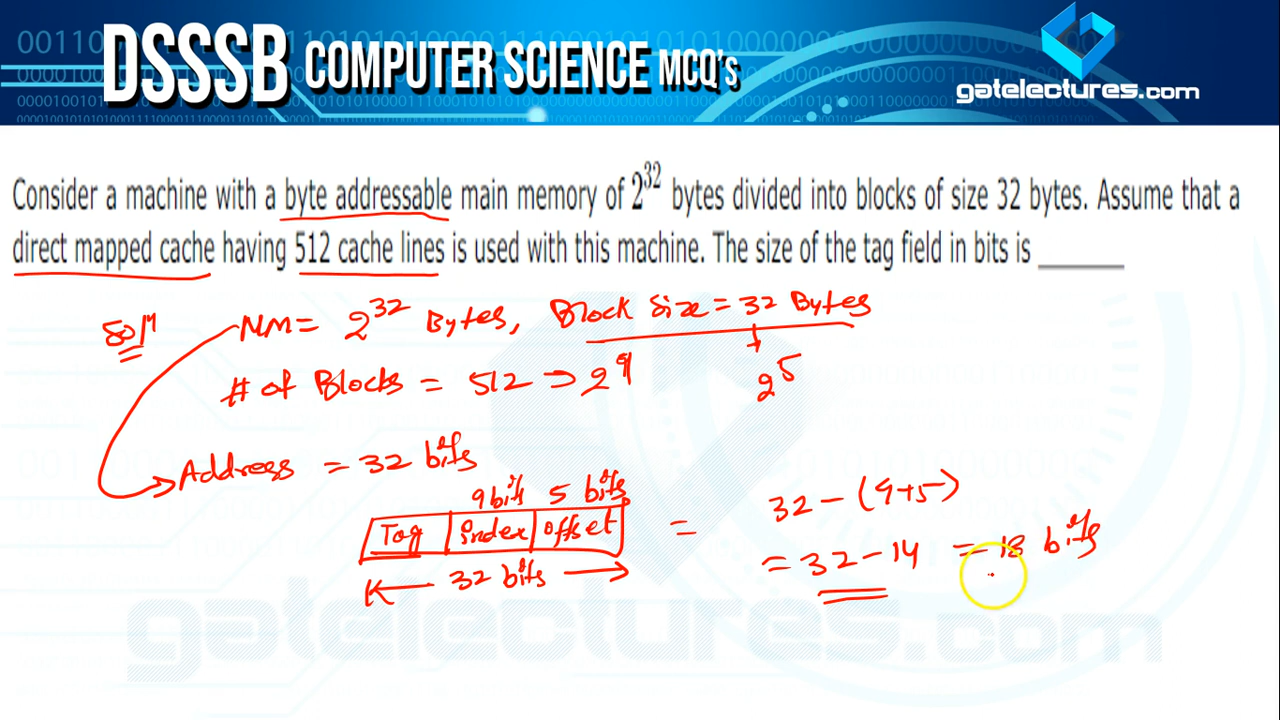 DSSSB COMPUTER SCIENCE MCQ's
gatelectures.com
Consider a machine with a byte addressable main memory of 2^32 bytes divided into blocks of size 32 bytes. Assume that a
direct mapped cache having 512 cache lines is used with this machine. The size of the tag field in bits is ________
Sol^n MM = 2^32 Bytes, Block Size = 32 Bytes
# of Blocks = 512 => 2^9 2^5
Address = 32 bits
9 bits 5 bits
Tag index offset = 32 - (9+5)
32 bits = 32 - 14 = 18 bits
gatelectures.com